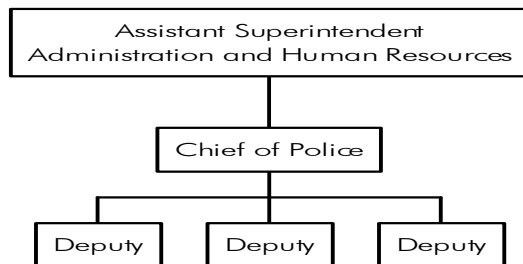 Assistant Superintendent
Administration and Human Resources
Chief of Police
Deputy Deputy Deputy